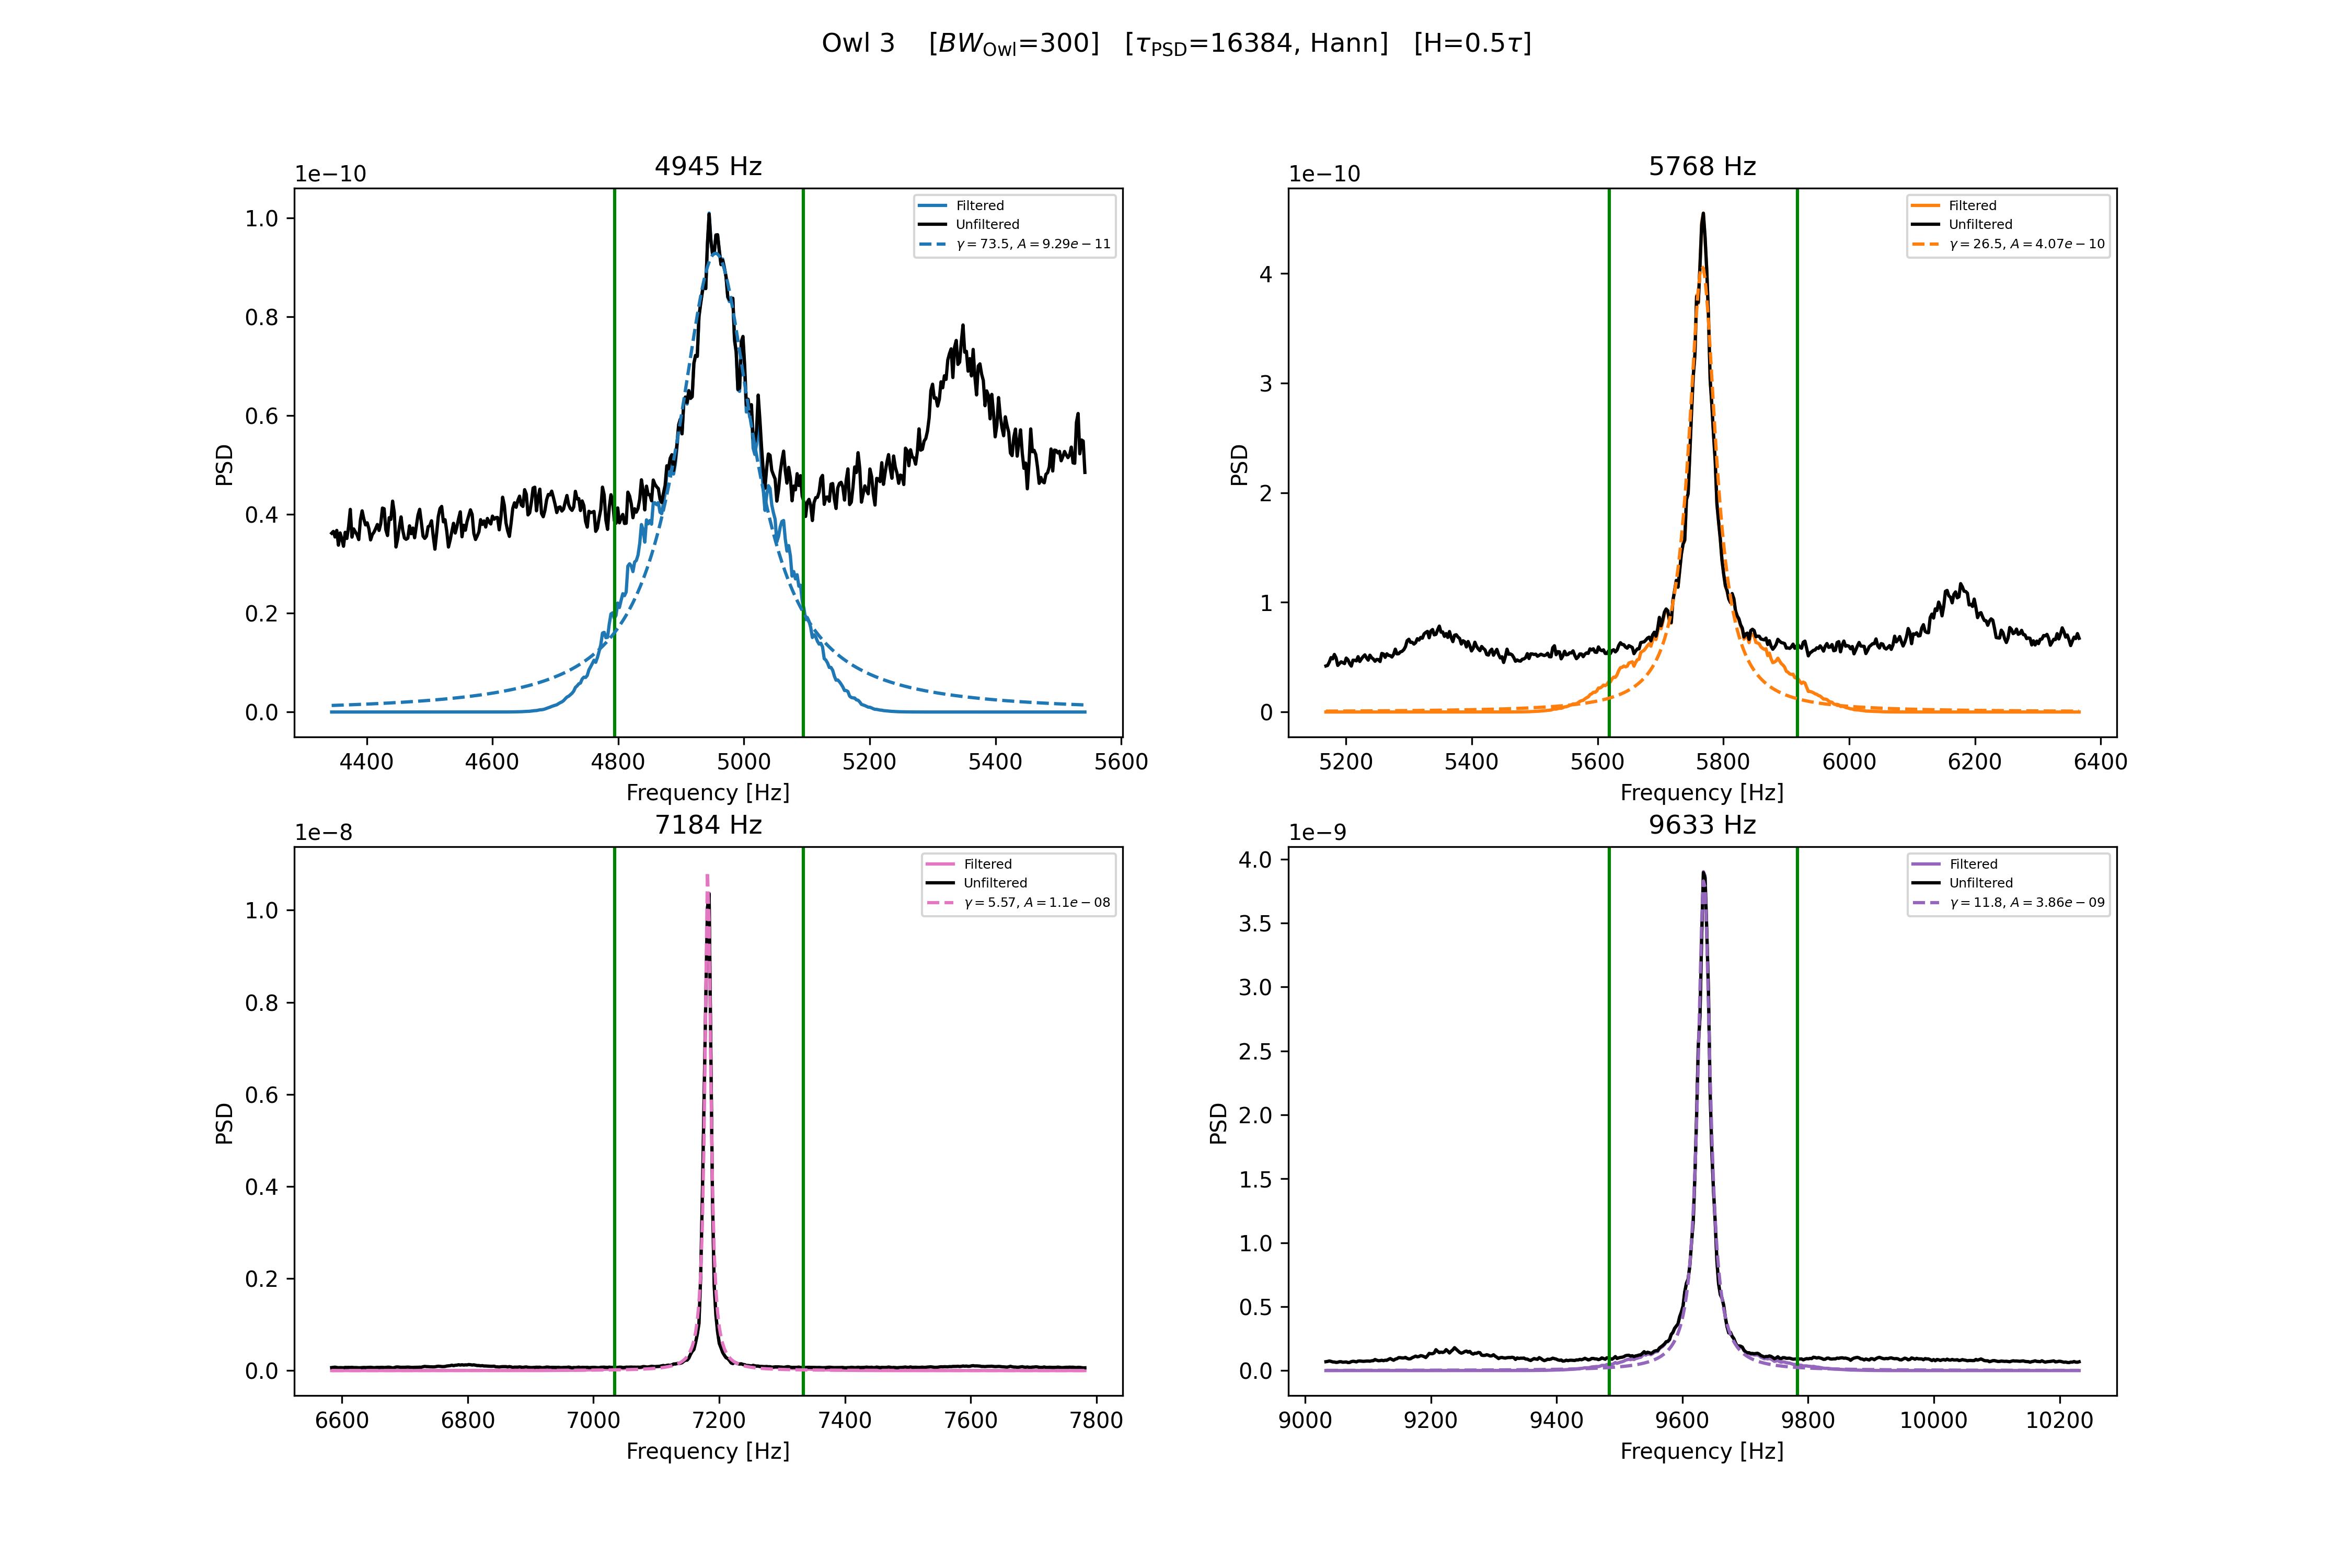 Owl 3 [BW_Owl=300] [τ_PSD=16384, Hann] [H=0.5τ]
4945 Hz
1e−10
1.0
0.8
0.6
0.4
0.2
0.0
PSD
4400 4600 4800 5000 5200 5400 5600
Frequency [Hz]
Filtered
Unfiltered
γ = 73.5, A = 9.29e − 11
5768 Hz
1e−10
4
3
2
1
0
PSD
5200 5400 5600 5800 6000 6200 6400
Frequency [Hz]
Filtered
Unfiltered
γ = 26.5, A = 4.07e − 10
7184 Hz
1e−8
1.0
0.8
0.6
0.4
0.2
0.0
PSD
6600 6800 7000 7200 7400 7600 7800
Frequency [Hz]
Filtered
Unfiltered
γ = 5.57, A = 1.1e − 08
9633 Hz
1e−9
4.0
3.5
3.0
2.5
2.0
1.5
1.0
0.5
0.0
PSD
9000 9200 9400 9600 9800 10000 10200
Frequency [Hz]
Filtered
Unfiltered
γ = 11.8, A = 3.86e − 09